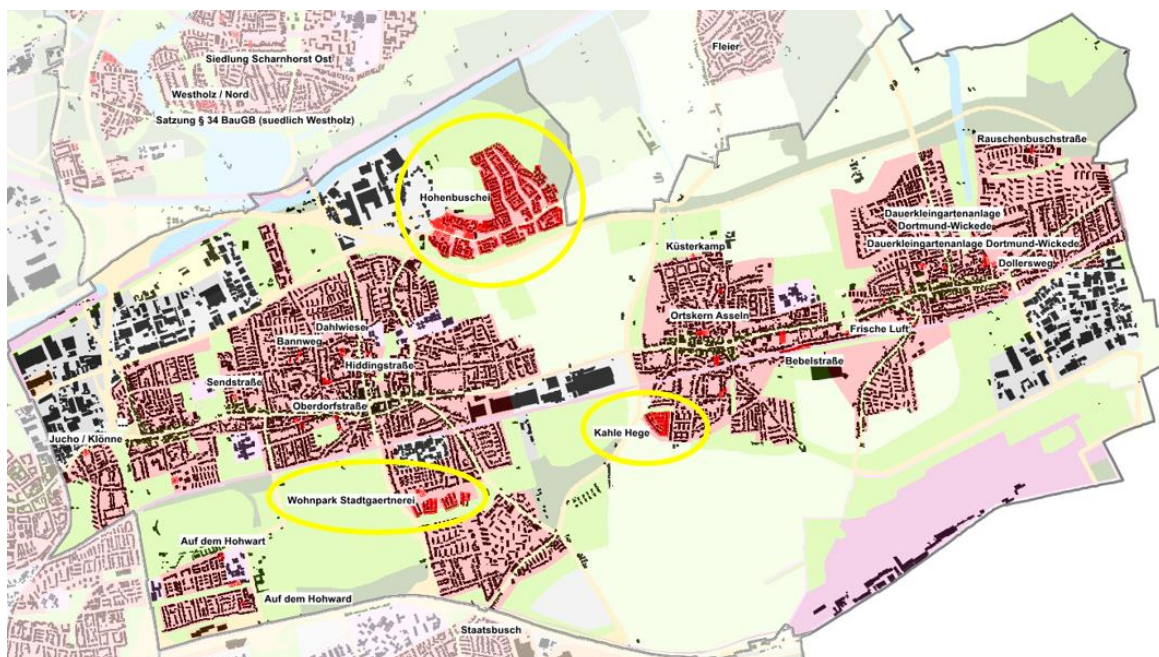 Siedlung Scharnhorst Ost
Fleier
Westholz / Nord
Satzung § 34 BauGB (suedlich Westholz)
Rauschenbuschstraße
Hohenbuschei
Dauerkleingartenanlage
Dortmund-Wickede
Küsterkamp
Dauerkleingartenanlage Dortmund-Wickede
Dollersweg
Ortskern Asseln
Dahlwiese
Frische Luft
Bannweg
Hiddingstraße
Bebelstraße
Sendstraße
Oberdorfstraße
Kahle Hege
Jucho / Klönne
Wohnpark Stadtgaertnerei
Auf dem Hohwart
Auf dem Hohward
Staatsbusch